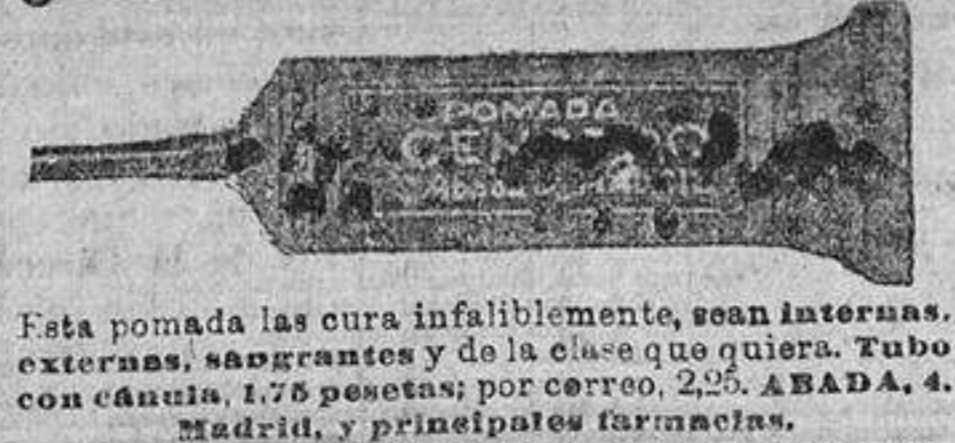 POMADA
Esta pomada las cura infaliblemente, sean internas,
externas, sangrantes y de la clase que quiera. Tubo
con cánula, 1,75 pesetas; por correo, 2,25. ABADA, 4.
Madrid, y principales farmacias.